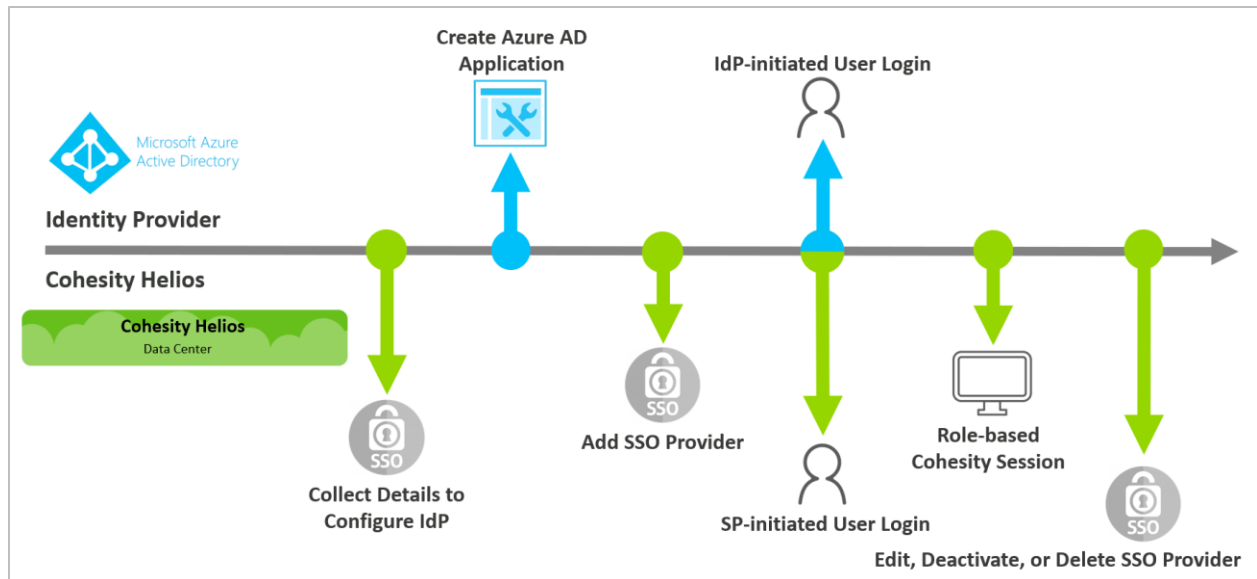 Create Azure AD
Application
IdP-initiated User Login
Microsoft Azure
Active Directory
Identity Provider
Cohesity Helios
Cohesity Helios
Data Center
SSO
Collect Details to
Configure IdP
SSO
Add SSO Provider
SP-initiated User Login
Role-based
Cohesity Session
SSO
Edit, Deactivate, or Delete SSO Provider